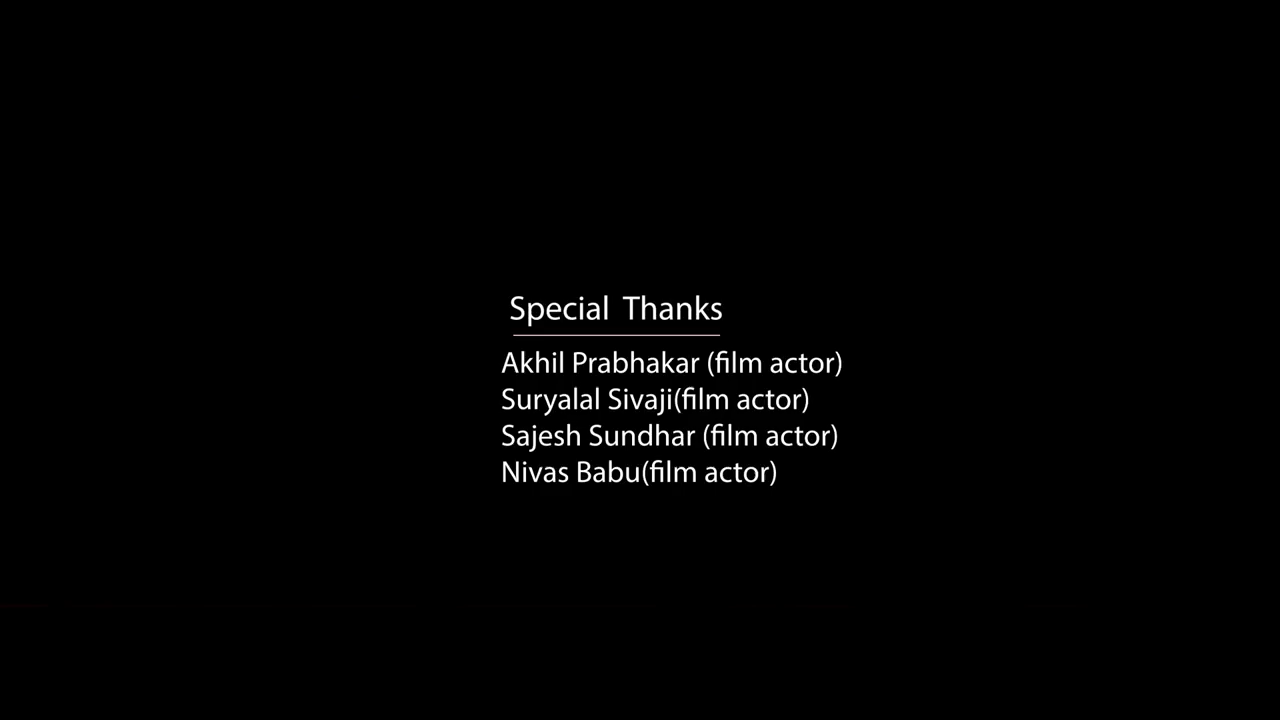 Special Thanks
Akhil Prabhakar (film actor)
Suryalal Sivaji(film actor)
Sajesh Sundhar (film actor)
Nivas Babu(film actor)